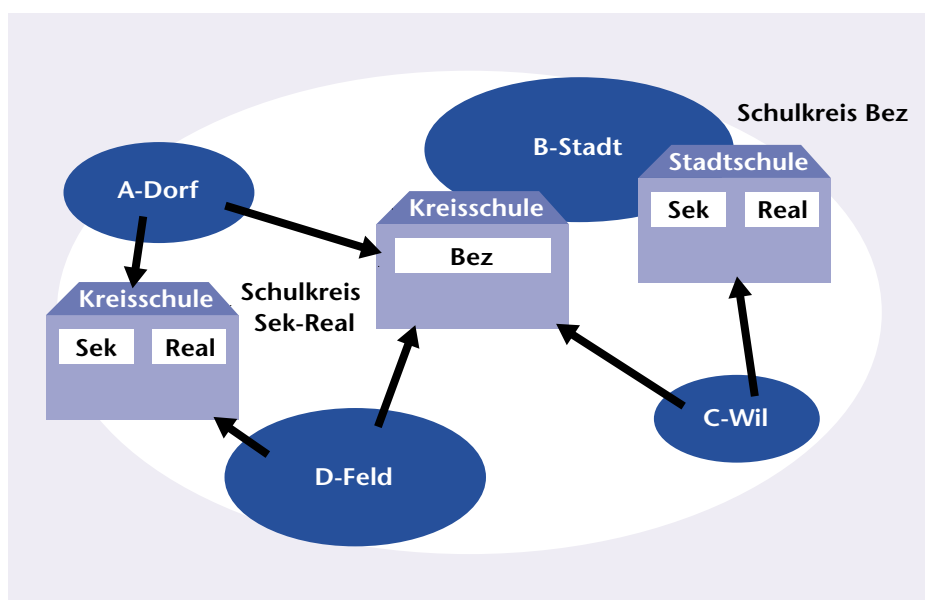 Schulkreis Bez
B-Stadt
Stadtschule
Sek Real
A-Dorf
Kreisschule
Bez
Kreisschule
Sek Real
Schulkreis
Sek-Real
C-Wil
D-Feld